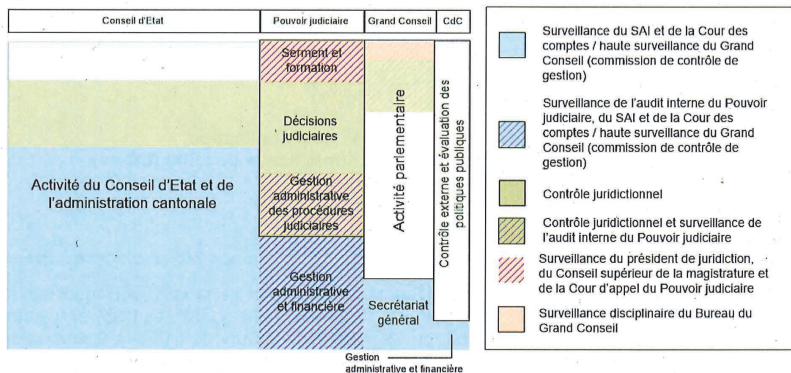 Conseil d'Etat
Pouvoir judiciaire
Grand Conseil
CdC
Serment et
formation
Décisions
judiciaires
Activité du Conseil d'Etat et de
l'administration cantonale
Gestion
administrative
des procédures
judiciaires
Gestion
administrative
et financière
Activité parlementaire
Secrétariat
général
Contrôle externe et évaluation des
politiques publiques
Gestion
administrative et financière
Surveillance du SAI et de la Cour des
comptes / haute surveillance du Grand
Conseil (commission de contrôle de
gestion)
Surveillance de l'audit interne du Pouvoir
judiciaire, du SAI et de la Cour des
comptes / haute surveillance du Grand
Conseil (commission de contrôle de
gestion)
Contrôle juridictionnel
Contrôle juridictionnel et surveillance de
l'audit interne du Pouvoir judiciaire
Surveillance du président de juridiction,
du Conseil supérieur de la magistrature et
de la Cour d'appel du Pouvoir judiciaire
Surveillance disciplinaire du Bureau du
Grand Conseil